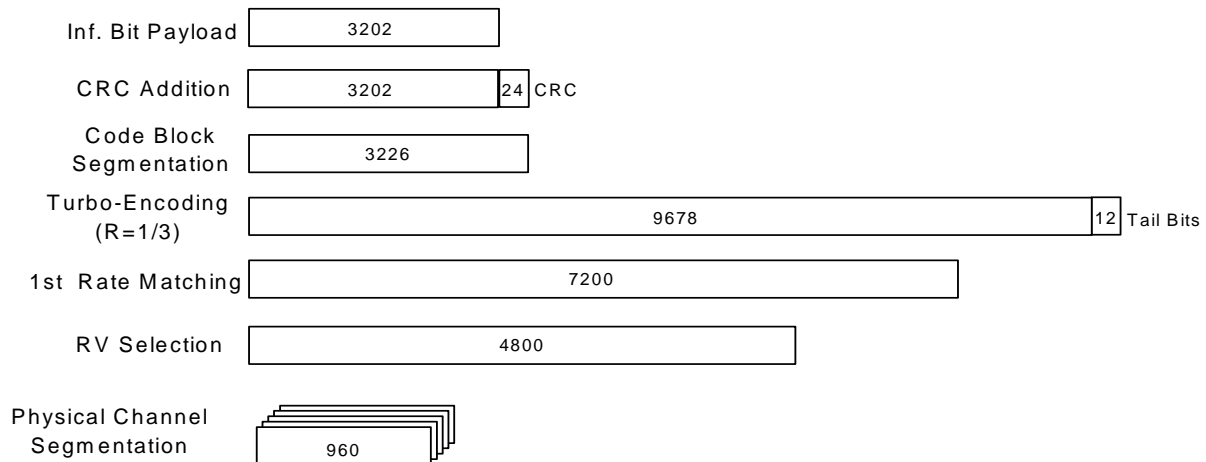 Inf. Bit Payload 3202
CRC Addition 3202 24 CRC
Code Block
Segmentation 3226
Turbo-Encoding
(R=1/3) 9678 12 Tail Bits
1st Rate Matching 7200
RV Selection 4800
Physical Channel
Segmentation 960